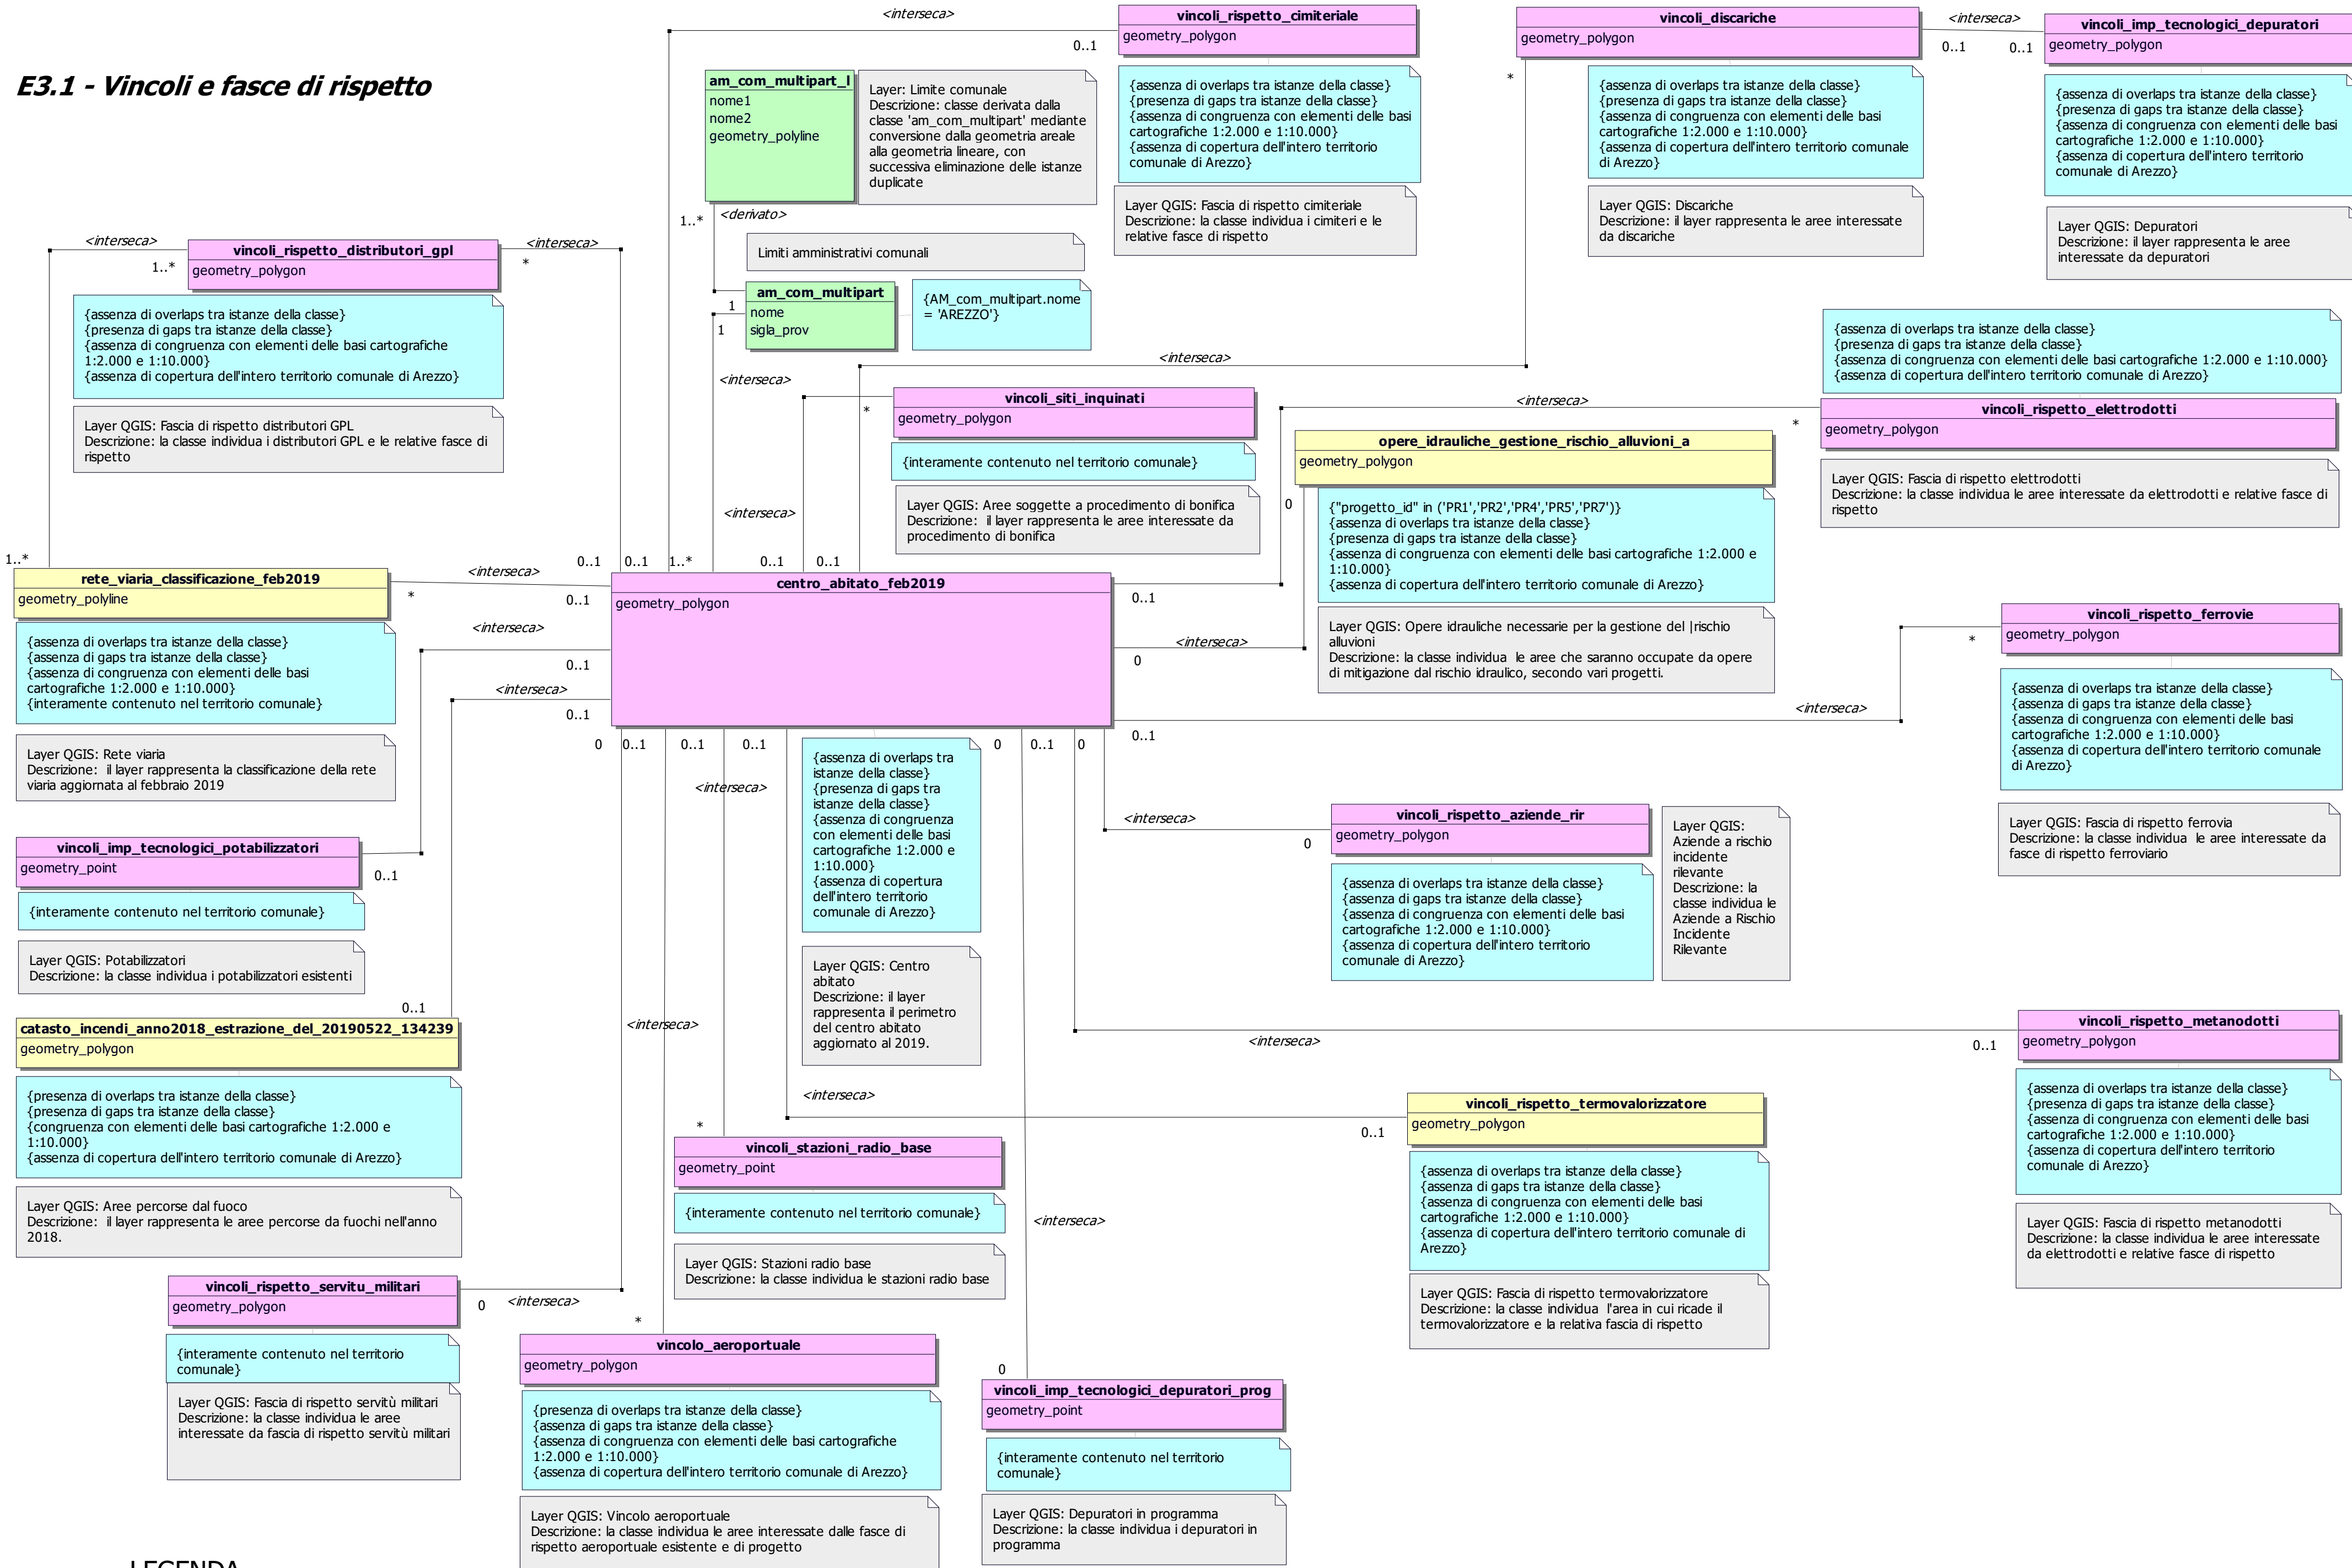 E3.1 - Vincoli e fasce di rispetto
<interseca>
0..1
vincoli_rispetto_cimiteriale
geometry_polygon
{assenza di overlaps tra istanze della classe}
{presenza di gaps tra istanze della classe}
{assenza di congruenza con elementi delle basi
cartografiche 1:2.000 e 1:10.000}
{assenza di copertura dell'intero territorio
comunale di Arezzo}
Layer QGIS: Fascia di rispetto cimiteriale
Descrizione: la classe individua i cimiteri e le
relative fasce di rispetto
vincoli_discariche
geometry_polygon
*
{assenza di overlaps tra istanze della classe}
{presenza di gaps tra istanze della classe}
{assenza di congruenza con elementi delle basi
cartografiche 1:2.000 e 1:10.000}
{assenza di copertura dell'intero territorio comunale
di Arezzo}
Layer QGIS: Discariche
Descrizione: il layer rappresenta le aree interessate
da discariche
<interseca>
0..1
0..1
vincoli_imp_tecnologici_depuratori
geometry_polygon
{assenza di overlaps tra istanze della classe}
{presenza di gaps tra istanze della classe}
{assenza di congruenza con elementi delle basi
cartografiche 1:2.000 e 1:10.000}
{assenza di copertura dell'intero territorio
comunale di Arezzo}
Layer QGIS: Depuratori
Descrizione: il layer rappresenta le aree
interessate da depuratori
am_com_multipart_l
nome1
nome2
geometry_polyline
Layer: Limite comunale
Descrizione: classe derivata dalla
classe 'am_com_multipart' mediante
conversione dalla geometria areale
alla geometria lineare, con
successiva eliminazione delle istanze
duplicate
1..*
<derivato>
Limiti amministrativi comunali
1
am_com_multipart
nome
sigla_prov
1
{AM_com_multipart.nome
= 'AREZZO'}
<interseca>
<interseca>
vincoli_rispetto_distributori_gpl
geometry_polygon
1..*
<interseca>
*
{assenza di overlaps tra istanze della classe}
{presenza di gaps tra istanze della classe}
{assenza di congruenza con elementi delle basi cartografiche
1:2.000 e 1:10.000}
{assenza di copertura dell'intero territorio comunale di Arezzo}
Layer QGIS: Fascia di rispetto distributori GPL
Descrizione: la classe individua i distributori GPL e le relative fasce di
rispetto
<interseca>
*
vincoli_siti_inquinati
geometry_polygon
{interamente contenuto nel territorio comunale}
Layer QGIS: Aree soggette a procedimento di bonifica
Descrizione:  il layer rappresenta le aree interessate da
procedimento di bonifica
<interseca>
{assenza di overlaps tra istanze della classe}
{presenza di gaps tra istanze della classe}
{assenza di congruenza con elementi delle basi cartografiche 1:2.000 e 1:10.000}
{assenza di copertura dell'intero territorio comunale di Arezzo}
<interseca>
*
vincoli_rispetto_elettrodotti
geometry_polygon
Layer QGIS: Fascia di rispetto elettrodotti
Descrizione: la classe individua le aree interessate da elettrodotti e relative fasce di
rispetto
opere_idrauliche_gestione_rischio_alluvioni_a
geometry_polygon
0
{"progetto_id" in ('PR1','PR2','PR4','PR5','PR7')}
{assenza di overlaps tra istanze della classe}
{presenza di gaps tra istanze della classe}
{assenza di congruenza con elementi delle basi cartografiche 1:2.000 e
1:10.000}
{assenza di copertura dell'intero territorio comunale di Arezzo}
Layer QGIS: Opere idrauliche necessarie per la gestione del |rischio
alluvioni
Descrizione: la classe individua  le aree che saranno occupate da opere
di mitigazione dal rischio idraulico, secondo vari progetti.
1..*
rete_viaria_classificazione_feb2019
geometry_polyline
*
<interseca>
{assenza di overlaps tra istanze della classe}
{assenza di gaps tra istanze della classe}
{assenza di congruenza con elementi delle basi
cartografiche 1:2.000 e 1:10.000}
{interamente contenuto nel territorio comunale}
Layer QGIS: Rete viaria
Descrizione:  il layer rappresenta la classificazione della rete
viaria aggiornata al febbraio 2019
0..1
0..1
1..*
0..1
0..1
centro_abitato_feb2019
geometry_polygon
0..1
<interseca>
0..1
<interseca>
0..1
0..1
<interseca>
0
<interseca>
0..1
*
vincoli_rispetto_ferrovie
geometry_polygon
{assenza di overlaps tra istanze della classe}
{assenza di gaps tra istanze della classe}
{assenza di congruenza con elementi delle basi
cartografiche 1:2.000 e 1:10.000}
{assenza di copertura dell'intero territorio comunale
di Arezzo}
Layer QGIS: Fascia di rispetto ferrovia
Descrizione: la classe individua  le aree interessate da
fasce di rispetto ferroviario
0
0..1
0..1
0..1
0
0..1
0
<interseca>
{assenza di overlaps tra
istanze della classe}
{presenza di gaps tra
istanze della classe}
{assenza di congruenza
con elementi delle basi
cartografiche 1:2.000 e
1:10.000}
{assenza di copertura
dell'intero territorio
comunale di Arezzo}
Layer QGIS: Centro
abitato
Descrizione: il layer
rappresenta il perimetro
del centro abitato
aggiornato al 2019.
<interseca>
0
vincoli_rispetto_aziende_rir
geometry_polygon
{assenza di overlaps tra istanze della classe}
{assenza di gaps tra istanze della classe}
{assenza di congruenza con elementi delle basi
cartografiche 1:2.000 e 1:10.000}
{assenza di copertura dell'intero territorio
comunale di Arezzo}
Layer QGIS:
Aziende a rischio
incidente
rilevante
Descrizione: la
classe individua le
Aziende a Rischio
Incidente
Rilevante
vincoli_imp_tecnologici_potabilizzatori
geometry_point
0..1
{interamente contenuto nel territorio comunale}
Layer QGIS: Potabilizzatori
Descrizione: la classe individua i potabilizzatori esistenti
0..1
catasto_incendi_anno2018_estrazione_del_20190522_134239
geometry_polygon
{presenza di overlaps tra istanze della classe}
{presenza di gaps tra istanze della classe}
{congruenza con elementi delle basi cartografiche 1:2.000 e
1:10.000}
{assenza di copertura dell'intero territorio comunale di Arezzo}
Layer QGIS: Aree percorse dal fuoco
Descrizione:  il layer rappresenta le aree percorse da fuochi nell'anno
2018.
<interseca>
<interseca>
0..1
vincoli_rispetto_metanodotti
geometry_polygon
{assenza di overlaps tra istanze della classe}
{presenza di gaps tra istanze della classe}
{assenza di congruenza con elementi delle basi
cartografiche 1:2.000 e 1:10.000}
{assenza di copertura dell'intero territorio
comunale di Arezzo}
Layer QGIS: Fascia di rispetto metanodotti
Descrizione: la classe individua le aree interessate
da elettrodotti e relative fasce di rispetto
<interseca>
0..1
vincoli_rispetto_termovalorizzatore
geometry_polygon
{assenza di overlaps tra istanze della classe}
{assenza di gaps tra istanze della classe}
{assenza di congruenza con elementi delle basi
cartografiche 1:2.000 e 1:10.000}
{assenza di copertura dell'intero territorio comunale di
Arezzo}
Layer QGIS: Fascia di rispetto termovalorizzatore
Descrizione: la classe individua  l'area in cui ricade il
termovalorizzatore e la relativa fascia di rispetto
*
vincoli_stazioni_radio_base
geometry_point
{interamente contenuto nel territorio comunale}
Layer QGIS: Stazioni radio base
Descrizione: la classe individua le stazioni radio base
<interseca>
vincoli_rispetto_servitu_militari
geometry_polygon
0
<interseca>
{interamente contenuto nel territorio
comunale}
Layer QGIS: Fascia di rispetto servitù militari
Descrizione: la classe individua le aree
interessate da fascia di rispetto servitù militari
*
vincolo_aeroportuale
geometry_polygon
{presenza di overlaps tra istanze della classe}
{assenza di gaps tra istanze della classe}
{assenza di congruenza con elementi delle basi cartografiche
1:2.000 e 1:10.000}
{assenza di copertura dell'intero territorio comunale di Arezzo}
Layer QGIS: Vincolo aeroportuale
Descrizione: la classe individua le aree interessate dalle fasce di
rispetto aeroportuale esistente e di progetto
0
vincoli_imp_tecnologici_depuratori_prog
geometry_point
{interamente contenuto nel territorio
comunale}
Layer QGIS: Depuratori in programma
Descrizione: la classe individua i depuratori in
programma
LEGENDA